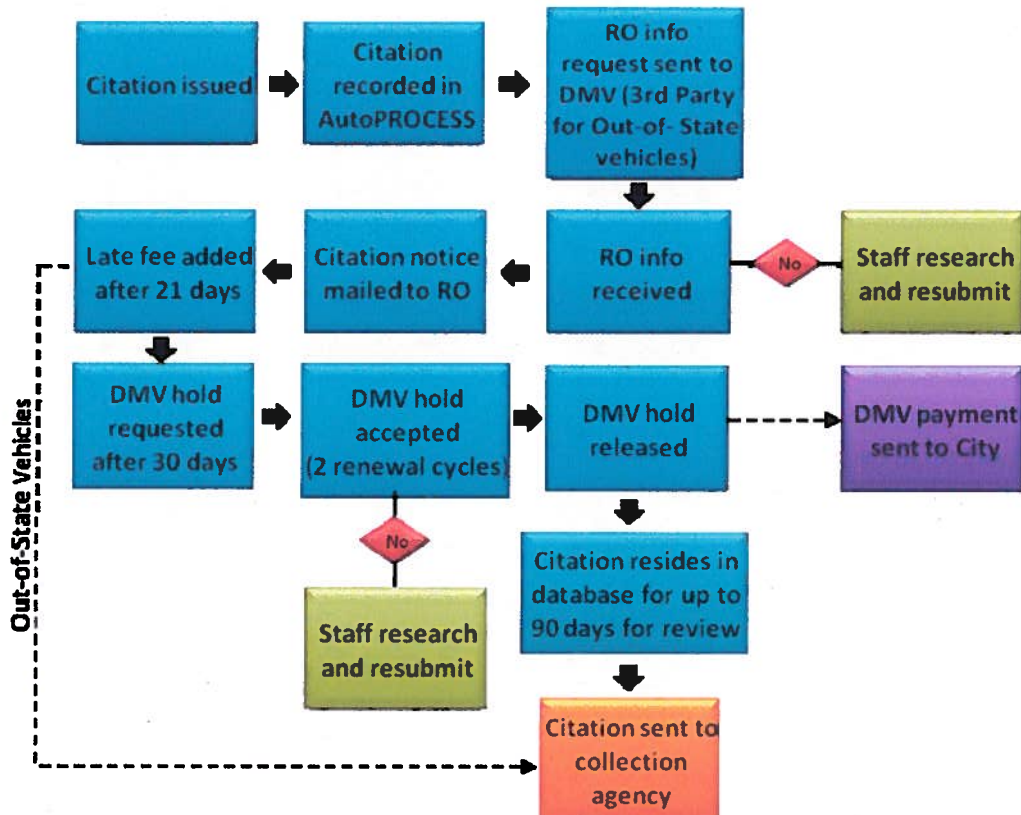 Citation issued
Citation
recorded in
AutoPROCESS
RO info
request sent to
DMV (3rd Party
for Out-of- State
vehicles)
Late fee added
after 21 days
Citation notice
mailed to RO
RO info
received
No
Staff research
and resubmit
DMV hold
requested
after 30 days
DMV hold
accepted
(2 renewal cycles)
DMV hold
released
DMV payment
sent to City
Out-of-State Vehicles
No
Staff research
and resubmit
Citation resides in
database for up to
90 days for review
Citation sent to
collection
agency